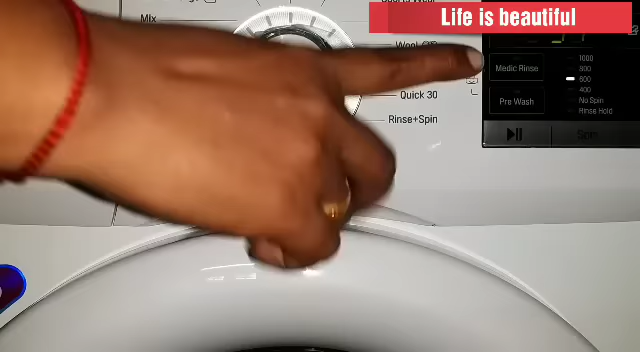 Life is beautiful
Mix
Wool
Quick 30
Rinse+Spin
Medic Rinse
Pre Wash
1000
800
600
400
No Spin
Rinse Hold
Spin